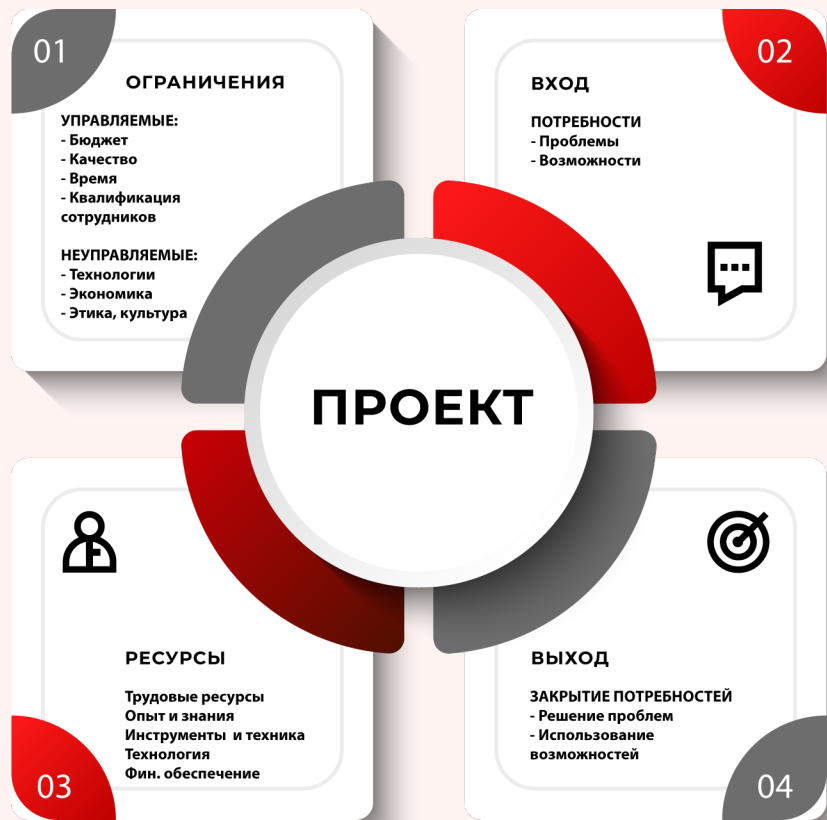 01
ОГРАНИЧЕНИЯ
УПРАВЛЯЕМЫЕ:
- Бюджет
- Качество
- Время
- Квалификация
сотрудников
НЕУПРАВЛЯЕМЫЕ:
- Технологии
- Экономика
- Этика, культура
02
ВХОД
ПОТРЕБНОСТИ
- Проблемы
- Возможности
ПРОЕКТ
РЕСУРСЫ
Трудовые ресурсы
Опыт и знания
Инструменты и техника
Технология
Фин. обеспечение
03
ВЫХОД
ЗАКРЫТИЕ ПОТРЕБНОСТЕЙ
- Решение проблем
- Использование
возможностей
04